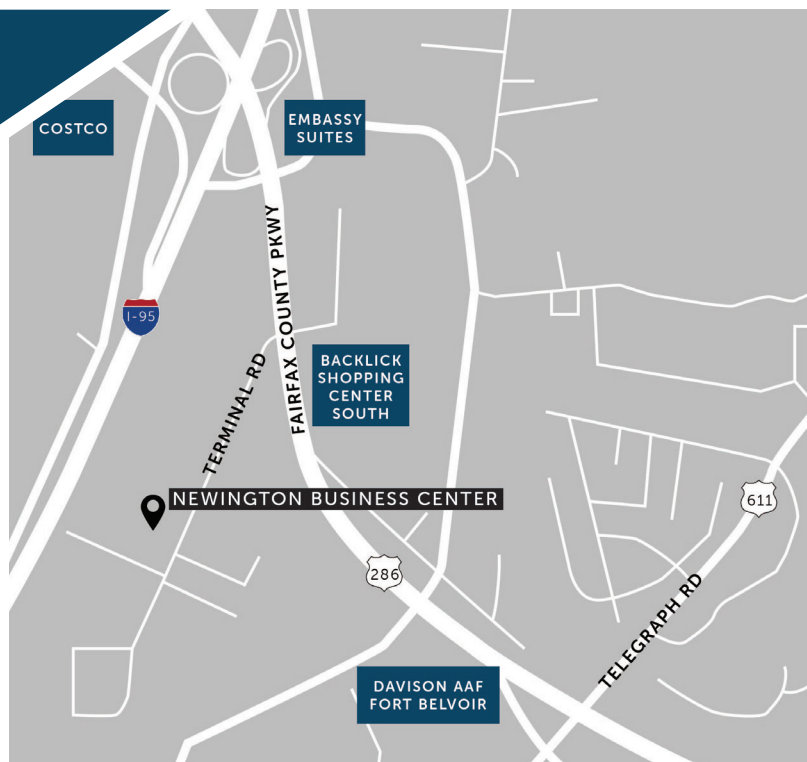 COSTCO
EMBASSY
SUITES
I-95
FAIRFAX COUNTY PKWY
TERMINAL RD
BACKLICK
SHOPPING
CENTER
SOUTH
NEWINGTON BUSINESS CENTER
611
286
TELEGRAPH RD
DAVISON AAF
FORT BELVOIR